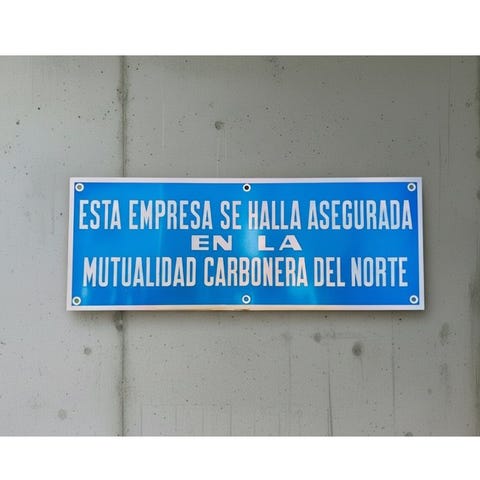 ESTA EMPRESA SE HALLA ASEGURADA
EN LA
MUTUALIDAD CARBONERA DEL NORTE